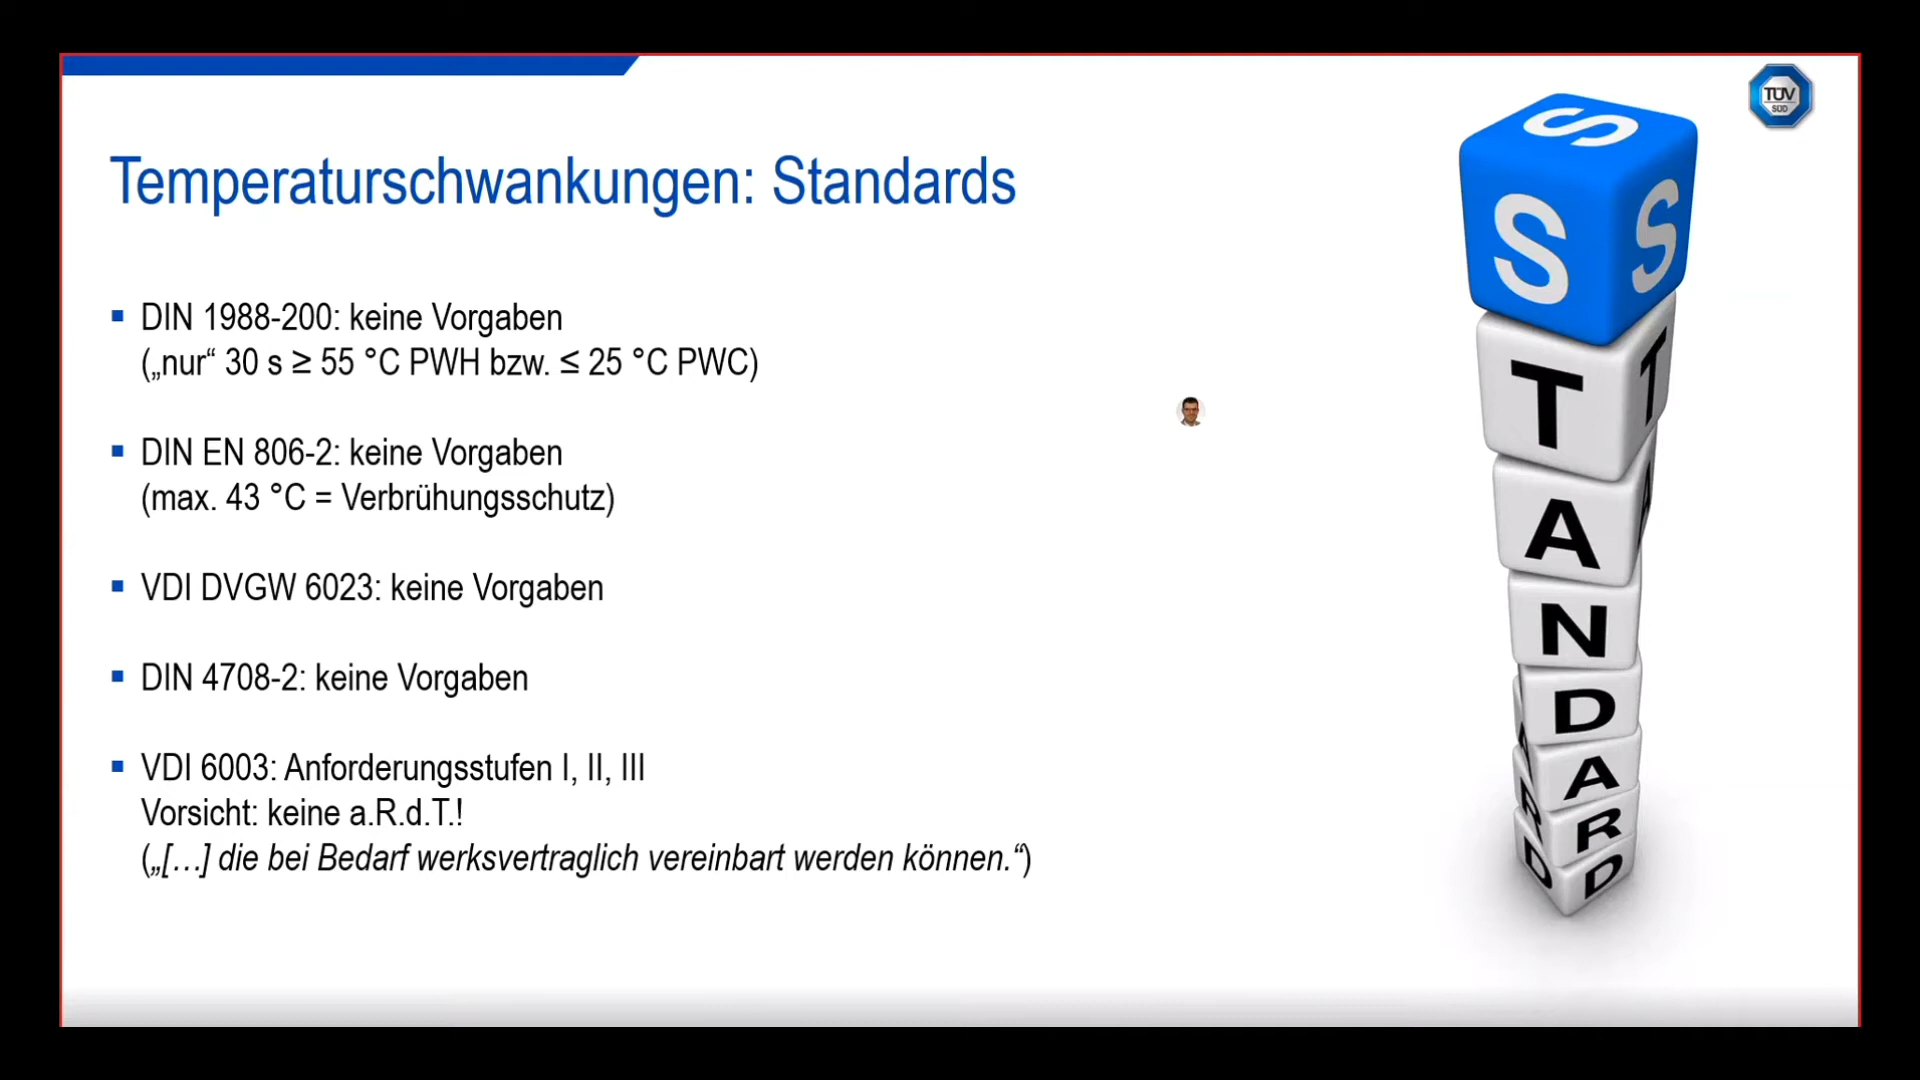 TÜV
SÜD
Temperaturschwankungen: Standards
▪ DIN 1988-200: keine Vorgaben
(„nur“ 30 s ≥ 55 °C PWH bzw. ≤ 25 °C PWC)
▪ DIN EN 806-2: keine Vorgaben
(max. 43 °C = Verbrühungsschutz)
▪ VDI DVGW 6023: keine Vorgaben
▪ DIN 4708-2: keine Vorgaben
▪ VDI 6003: Anforderungsstufen I, II, III
Vorsicht: keine a.R.d.T.!
(„[…] die bei Bedarf werksvertraglich vereinbart werden können.“)
S
S S
T T
A A
N
D
A
R R
D D